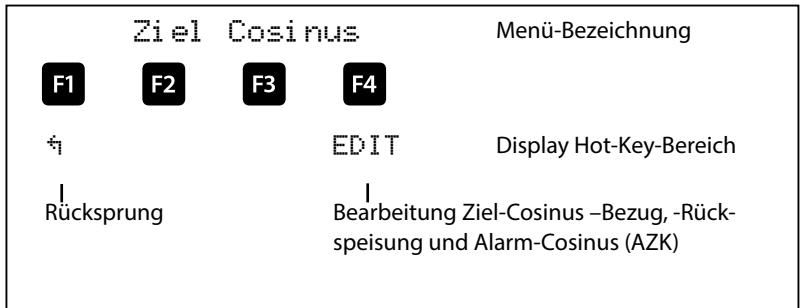 Ziel Cosinus Menü-Bezeichnung
F1 F2 F3 F4
↰ EDIT Display Hot-Key-Bereich
Rücksprung Bearbeitung Ziel-Cosinus –Bezug, -Rück-
speisung und Alarm-Cosinus (AZK)